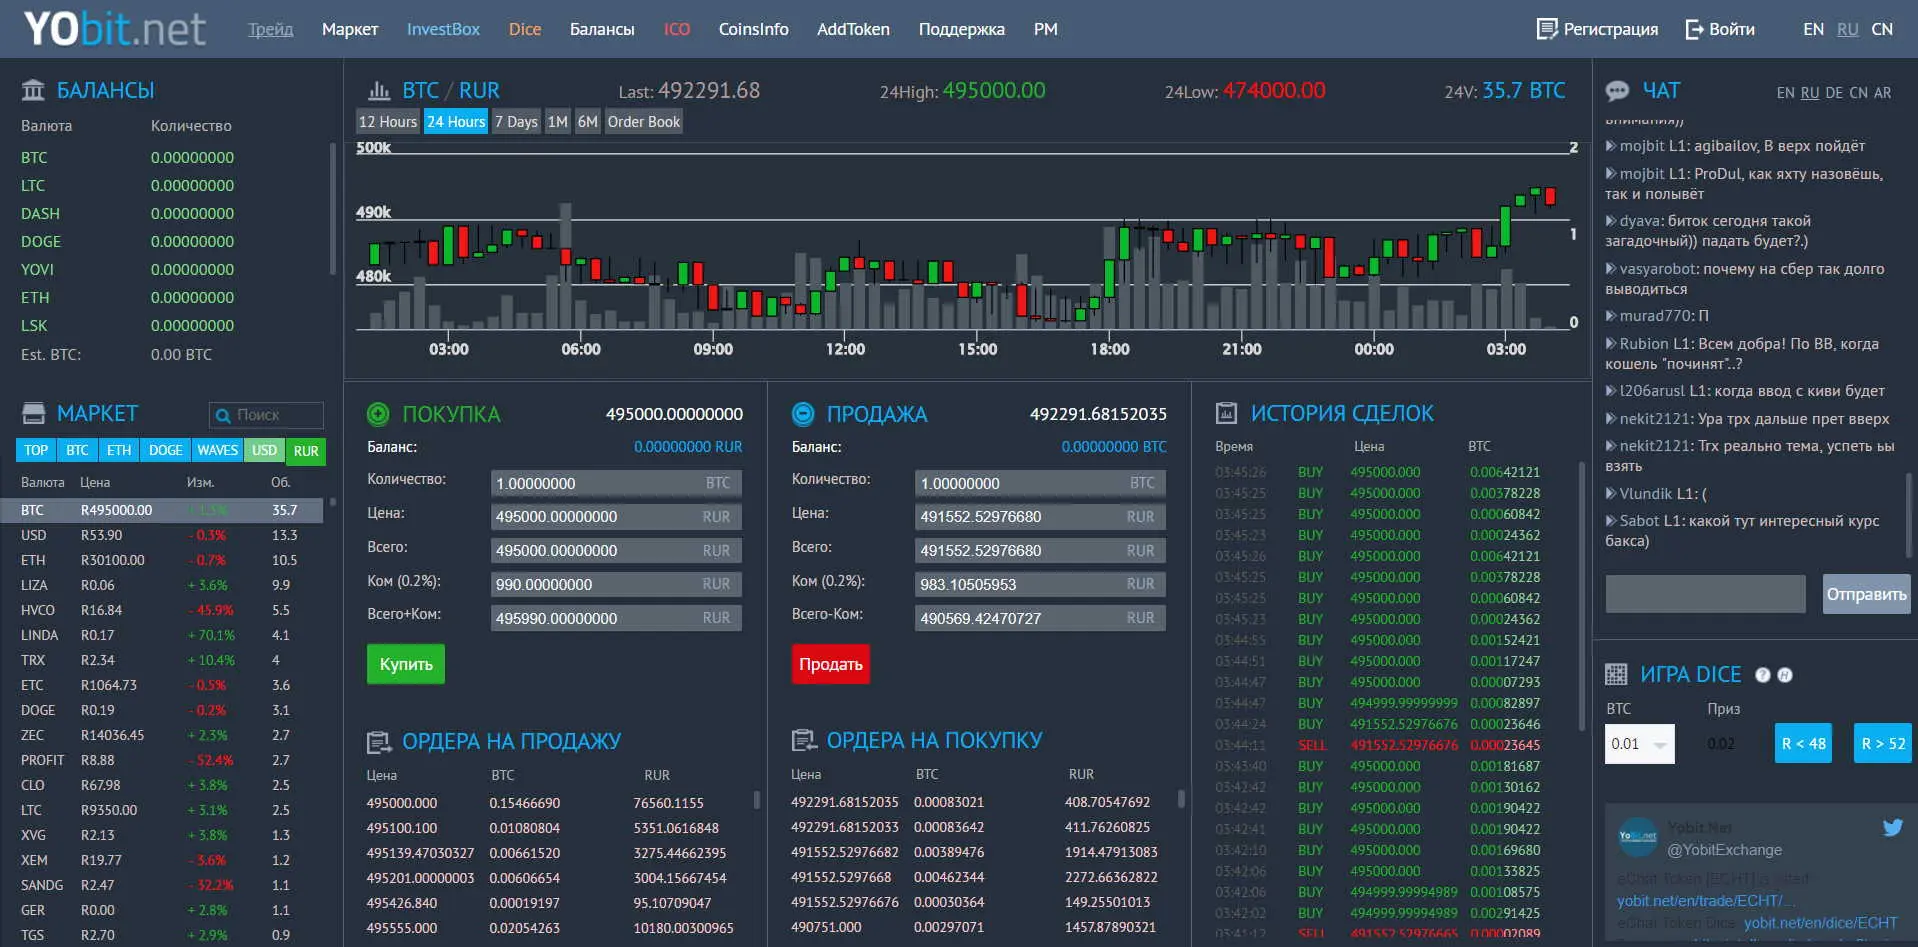 YObit.net
Трейд Маркет InvestBox Dice Балансы ICO CoinsInfo AddToken Поддержка PM
Регистрация Войти EN RU CN
БАЛАНСЫ
Валюта Количество
BTC 0.00000000
LTC 0.00000000
DASH 0.00000000
DOGE 0.00000000
YOVI 0.00000000
ETH 0.00000000
LSK 0.00000000
Est. BTC: 0.00 BTC
МАРКЕТ Поиск
TOP BTC ETH DOGE WAVES USD RUR
Валюта Цена Изм. Об.
BTC R495000.00 + 1.3% 35.7
USD R53.90 - 0.3% 13.3
ETH R30100.00 - 0.7% 10.5
LIZA R0.06 + 3.6% 9.9
HVCO R16.84 - 45.9% 5.5
LINDA R0.17 + 70.1% 4.1
TRX R2.34 + 10.4% 4
ETC R1064.73 - 0.5% 3.6
DOGE R0.19 - 0.2% 3.1
ZEC R14036.45 + 2.3% 2.7
PROFIT R8.88 - 52.4% 2.7
CLO R67.98 + 3.8% 2.5
LTC R9350.00 + 3.1% 2.5
XVG R2.13 + 3.8% 1.3
XEM R19.77 - 3.6% 1.2
SANDG R2.47 - 32.2% 1.1
GER R0.00 + 2.8% 1.1
TGS R2.70 + 2.9% 0.9
BTC / RUR Last: 492291.68 24High: 495000.00 24Low: 474000.00 24V: 35.7 BTC
12 Hours 24 Hours 7 Days 1M 6M Order Book
500k 2
490k 1
480k
0
03:00 06:00 09:00 12:00 15:00 18:00 21:00 00:00 03:00
ПОКУПКА 495000.00000000
Баланс: 0.00000000 RUR
Количество: 1.00000000 BTC
Цена: 495000.00000000 RUR
Всего: 495000.00000000 RUR
Ком (0.2%): 990.00000000 RUR
Всего+Ком: 495990.00000000 RUR
Купить
ПРОДАЖА 492291.68152035
Баланс: 0.00000000 BTC
Количество: 1.00000000 BTC
Цена: 491552.52976680 RUR
Всего: 491552.52976680 RUR
Ком (0.2%): 983.10505953 RUR
Всего-Ком: 490569.42470727 RUR
Продать
ОРДЕРА НА ПРОДАЖУ
Цена BTC RUR
495000.000 0.15466690 76560.1155
495100.100 0.01080804 5351.0616848
495139.47030327 0.00661520 3275.44662395
495201.00000003 0.00606654 3004.15667454
495426.840 0.00019197 95.10709047
495555.000 0.02054263 10180.00300965
ОРДЕРА НА ПОКУПКУ
Цена BTC RUR
492291.68152035 0.00083021 408.70547692
492291.68152033 0.00083642 411.76260825
491552.52976682 0.00389476 1914.47913083
491552.5297668 0.00462344 2272.66362822
491552.52976676 0.00030364 149.25501013
490751.000 0.00297071 1457.87890321
ИСТОРИЯ СДЕЛОК
Время Цена BTC
03:45:26 BUY 495000.000 0.00642121
03:45:25 BUY 495000.000 0.00378228
03:45:25 BUY 495000.000 0.00060842
03:45:23 BUY 495000.000 0.00024362
03:45:26 BUY 495000.000 0.00642121
03:45:25 BUY 495000.000 0.00378228
03:45:25 BUY 495000.000 0.00060842
03:45:23 BUY 495000.000 0.00024362
03:44:55 BUY 495000.000 0.00152421
03:44:51 BUY 495000.000 0.00117247
03:44:47 BUY 495000.000 0.00007293
03:44:47 BUY 494999.99999999 0.00082897
03:44:24 BUY 491552.52976676 0.00023646
03:44:11 SELL 491552.52976676 0.00023645
03:43:40 BUY 495000.000 0.00181687
03:42:42 BUY 495000.000 0.00130162
03:42:42 BUY 495000.000 0.00190422
03:42:41 BUY 495000.000 0.00190422
03:42:10 BUY 495000.000 0.00169680
03:42:06 BUY 495000.000 0.00133825
03:42:06 BUY 494999.99994989 0.00108575
03:42:02 BUY 494999.99994989 0.00291425
03:41:12 SELL 491552.52976665 0.00002089
ЧАТ EN RU DE CN AR
внимания))
mojbit L1: agibailov, В верх пойдёт
mojbit L1: ProDul, как яхту назовёшь,
так и полывёт
dyava: биток сегодня такой
загадочный)) падать будет?.)
vasyarobot: почему на сбер так долго
выводиться
murad770: П
Rubion L1: Всем добра! По ВВ, когда
кошель "починят"..?
l206arusl L1: когда ввод с киви будет
nekit2121: Ура трх дальше прет вверх
nekit2121: Тгх реально тема, успеть ьы
взять
Vlundik L1: (
Sabot L1: какой тут интересный курс
бакса)
Отправить
ИГРА DICE ? H
BTC Приз
0.01 0.02 R < 48 R > 52
YoBit.net Yobit.Net
@YobitExchange
eChat Token [ECHT] is listed
yobit.net/en/trade/ECHT/...
eChat Token Dice: yobit.net/en/dice/ECHT